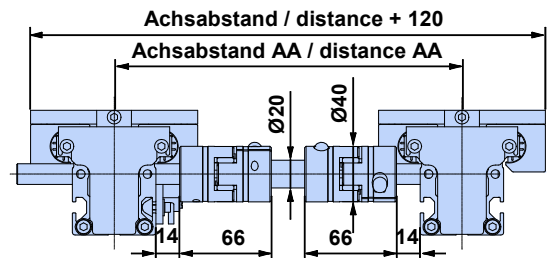 Achsabstand / distance + 120
Achsabstand AA / distance AA
Ø20
Ø40
14
66
66
14